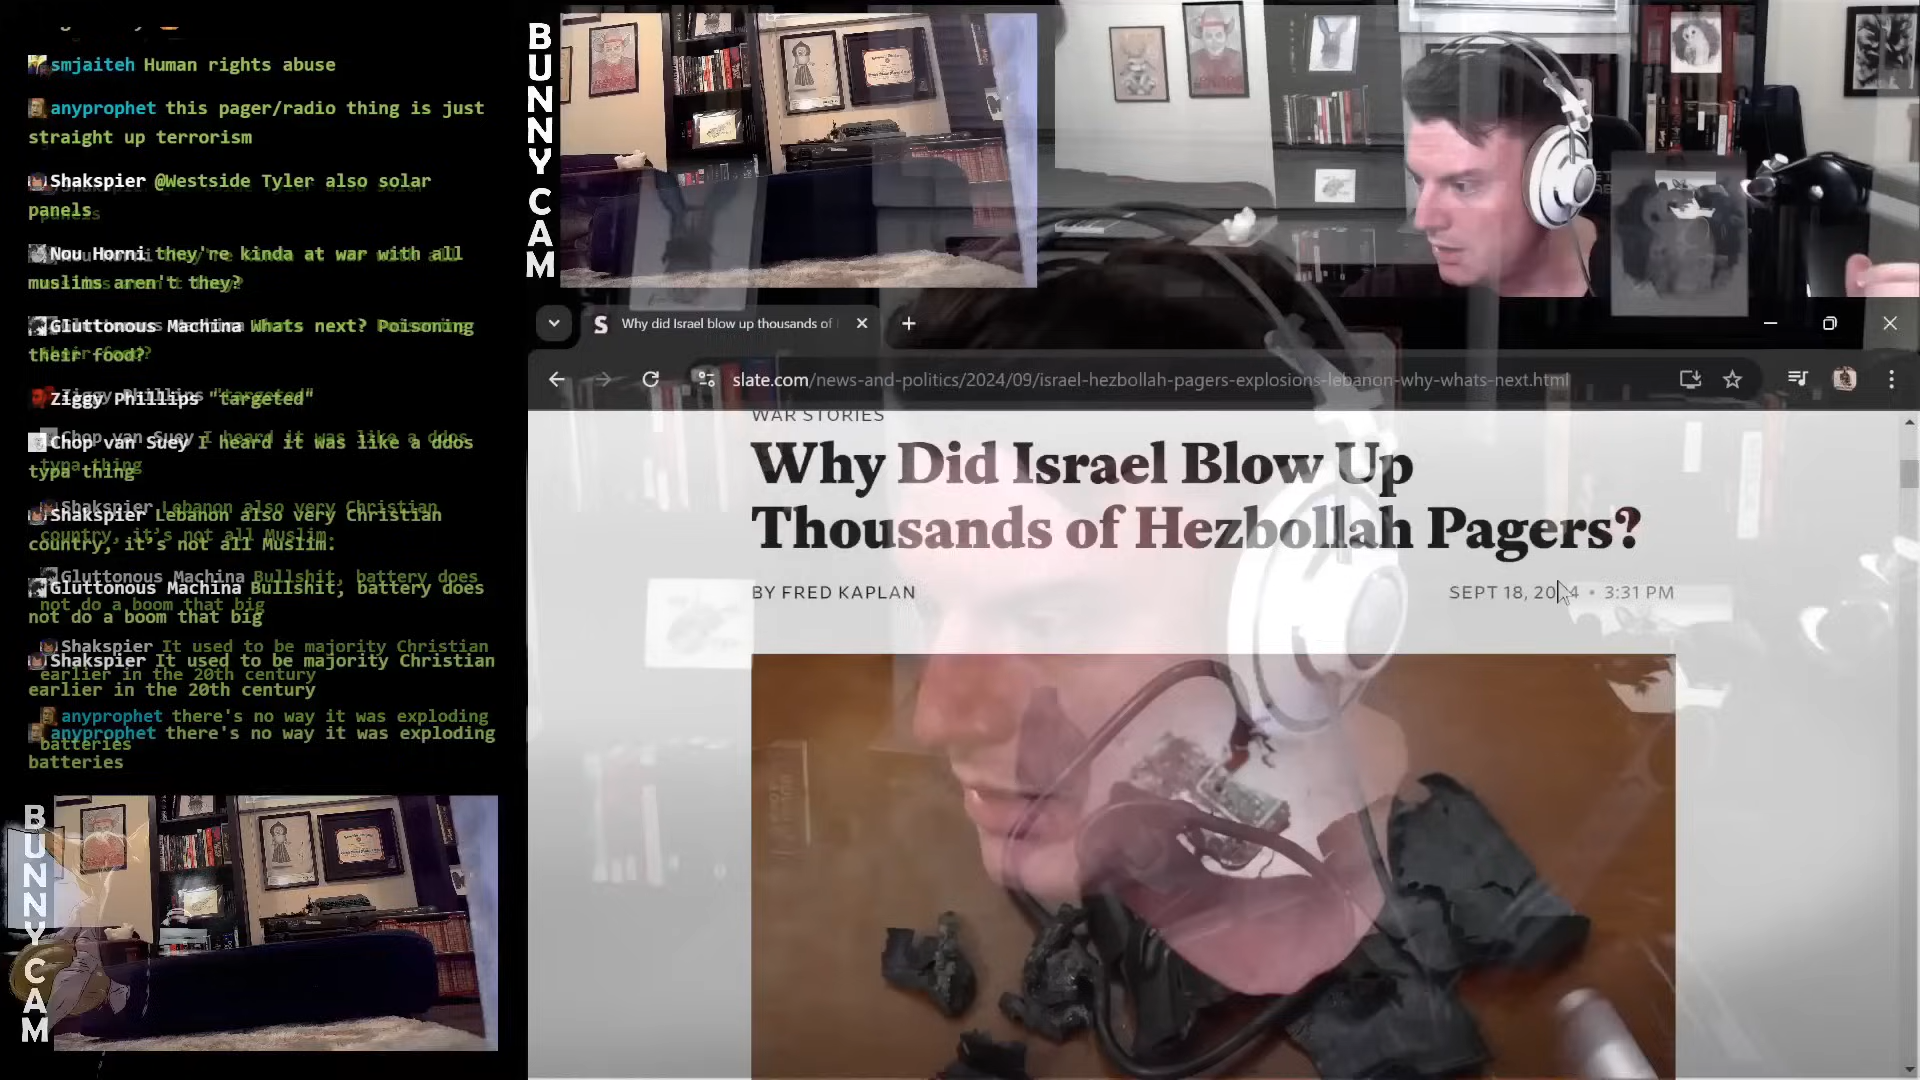 smjaiteh Human rights abuse
anyprophet this pager/radio thing is just
straight up terrorism
Shakspier @Westside Tyler also solar
panels
Nou Horni they're kinda at war with all
muslims aren't they?
Gluttonous Machina Whats next? Poisoning
their food?
Ziggy Phillips "targeted"
Chop van Suey I heard it was like a ddos
typa thing
Shakspier Lebanon also very Christian
country, it's not all Muslim.
Gluttonous Machina Bullshit, battery does
not do a boom that big
Shakspier It used to be majority Christian
earlier in the 20th century
anyprophet there's no way it was exploding
batteries
BUNNY CAM
BUNNY CAM
Why did Israel blow up thousands of
slate.com/news-and-politics/2024/09/israel-hezbollah-pagers-explosions-lebanon-why-whats-next.html
WAR STORIES
Why Did Israel Blow Up
Thousands of Hezbollah Pagers?
BY FRED KAPLAN
SEPT 18, 2024 • 3:31 PM